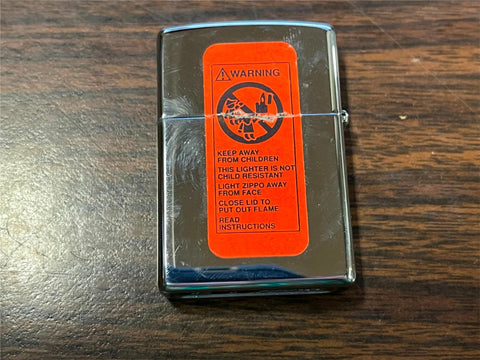 WARNING
KEEP AWAY
FROM CHILDREN
THIS LIGHTER IS NOT
CHILD RESISTANT
LIGHT ZIPPO AWAY
FROM FACE
CLOSE LID TO
PUT OUT FLAME
READ
INSTRUCTIONS